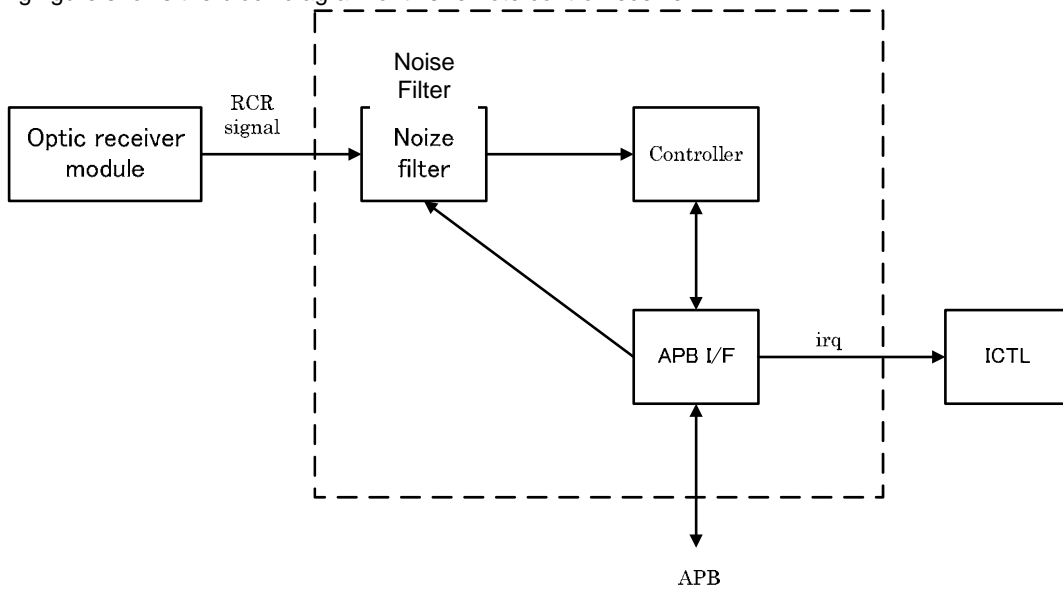 Noise
Filter
RCR
signal
Optic receiver
module
Noize
filter
Controller
APB I/F
irq
ICTL
APB